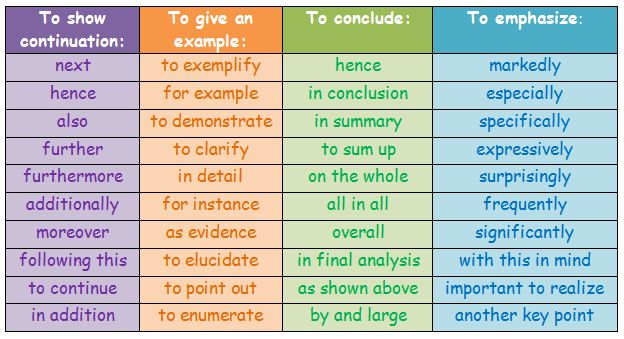 To show continuation: To give an example: To conclude: To emphasize:
next to exemplify hence markedly
hence for example in conclusion especially
also to demonstrate in summary specifically
further to clarify to sum up expressively
furthermore in detail on the whole surprisingly
additionally for instance all in all frequently
moreover as evidence overall significantly
following this to elucidate in final analysis with this in mind
to continue to point out as shown above important to realize
in addition to enumerate by and large another key point